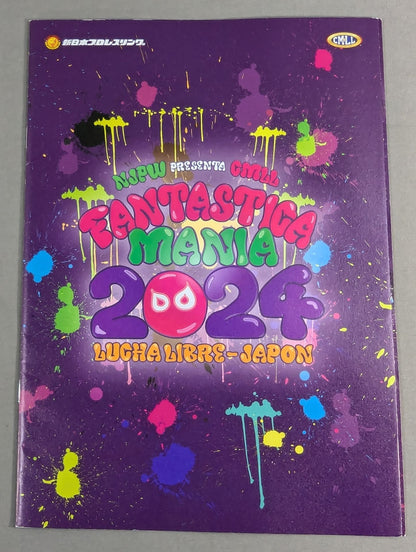 新日本プロレスリング
CMLL
NJPW PRESENTA CMLL
FANTASTICA
MANIA
2024
LUCHA LIBRE-JAPON